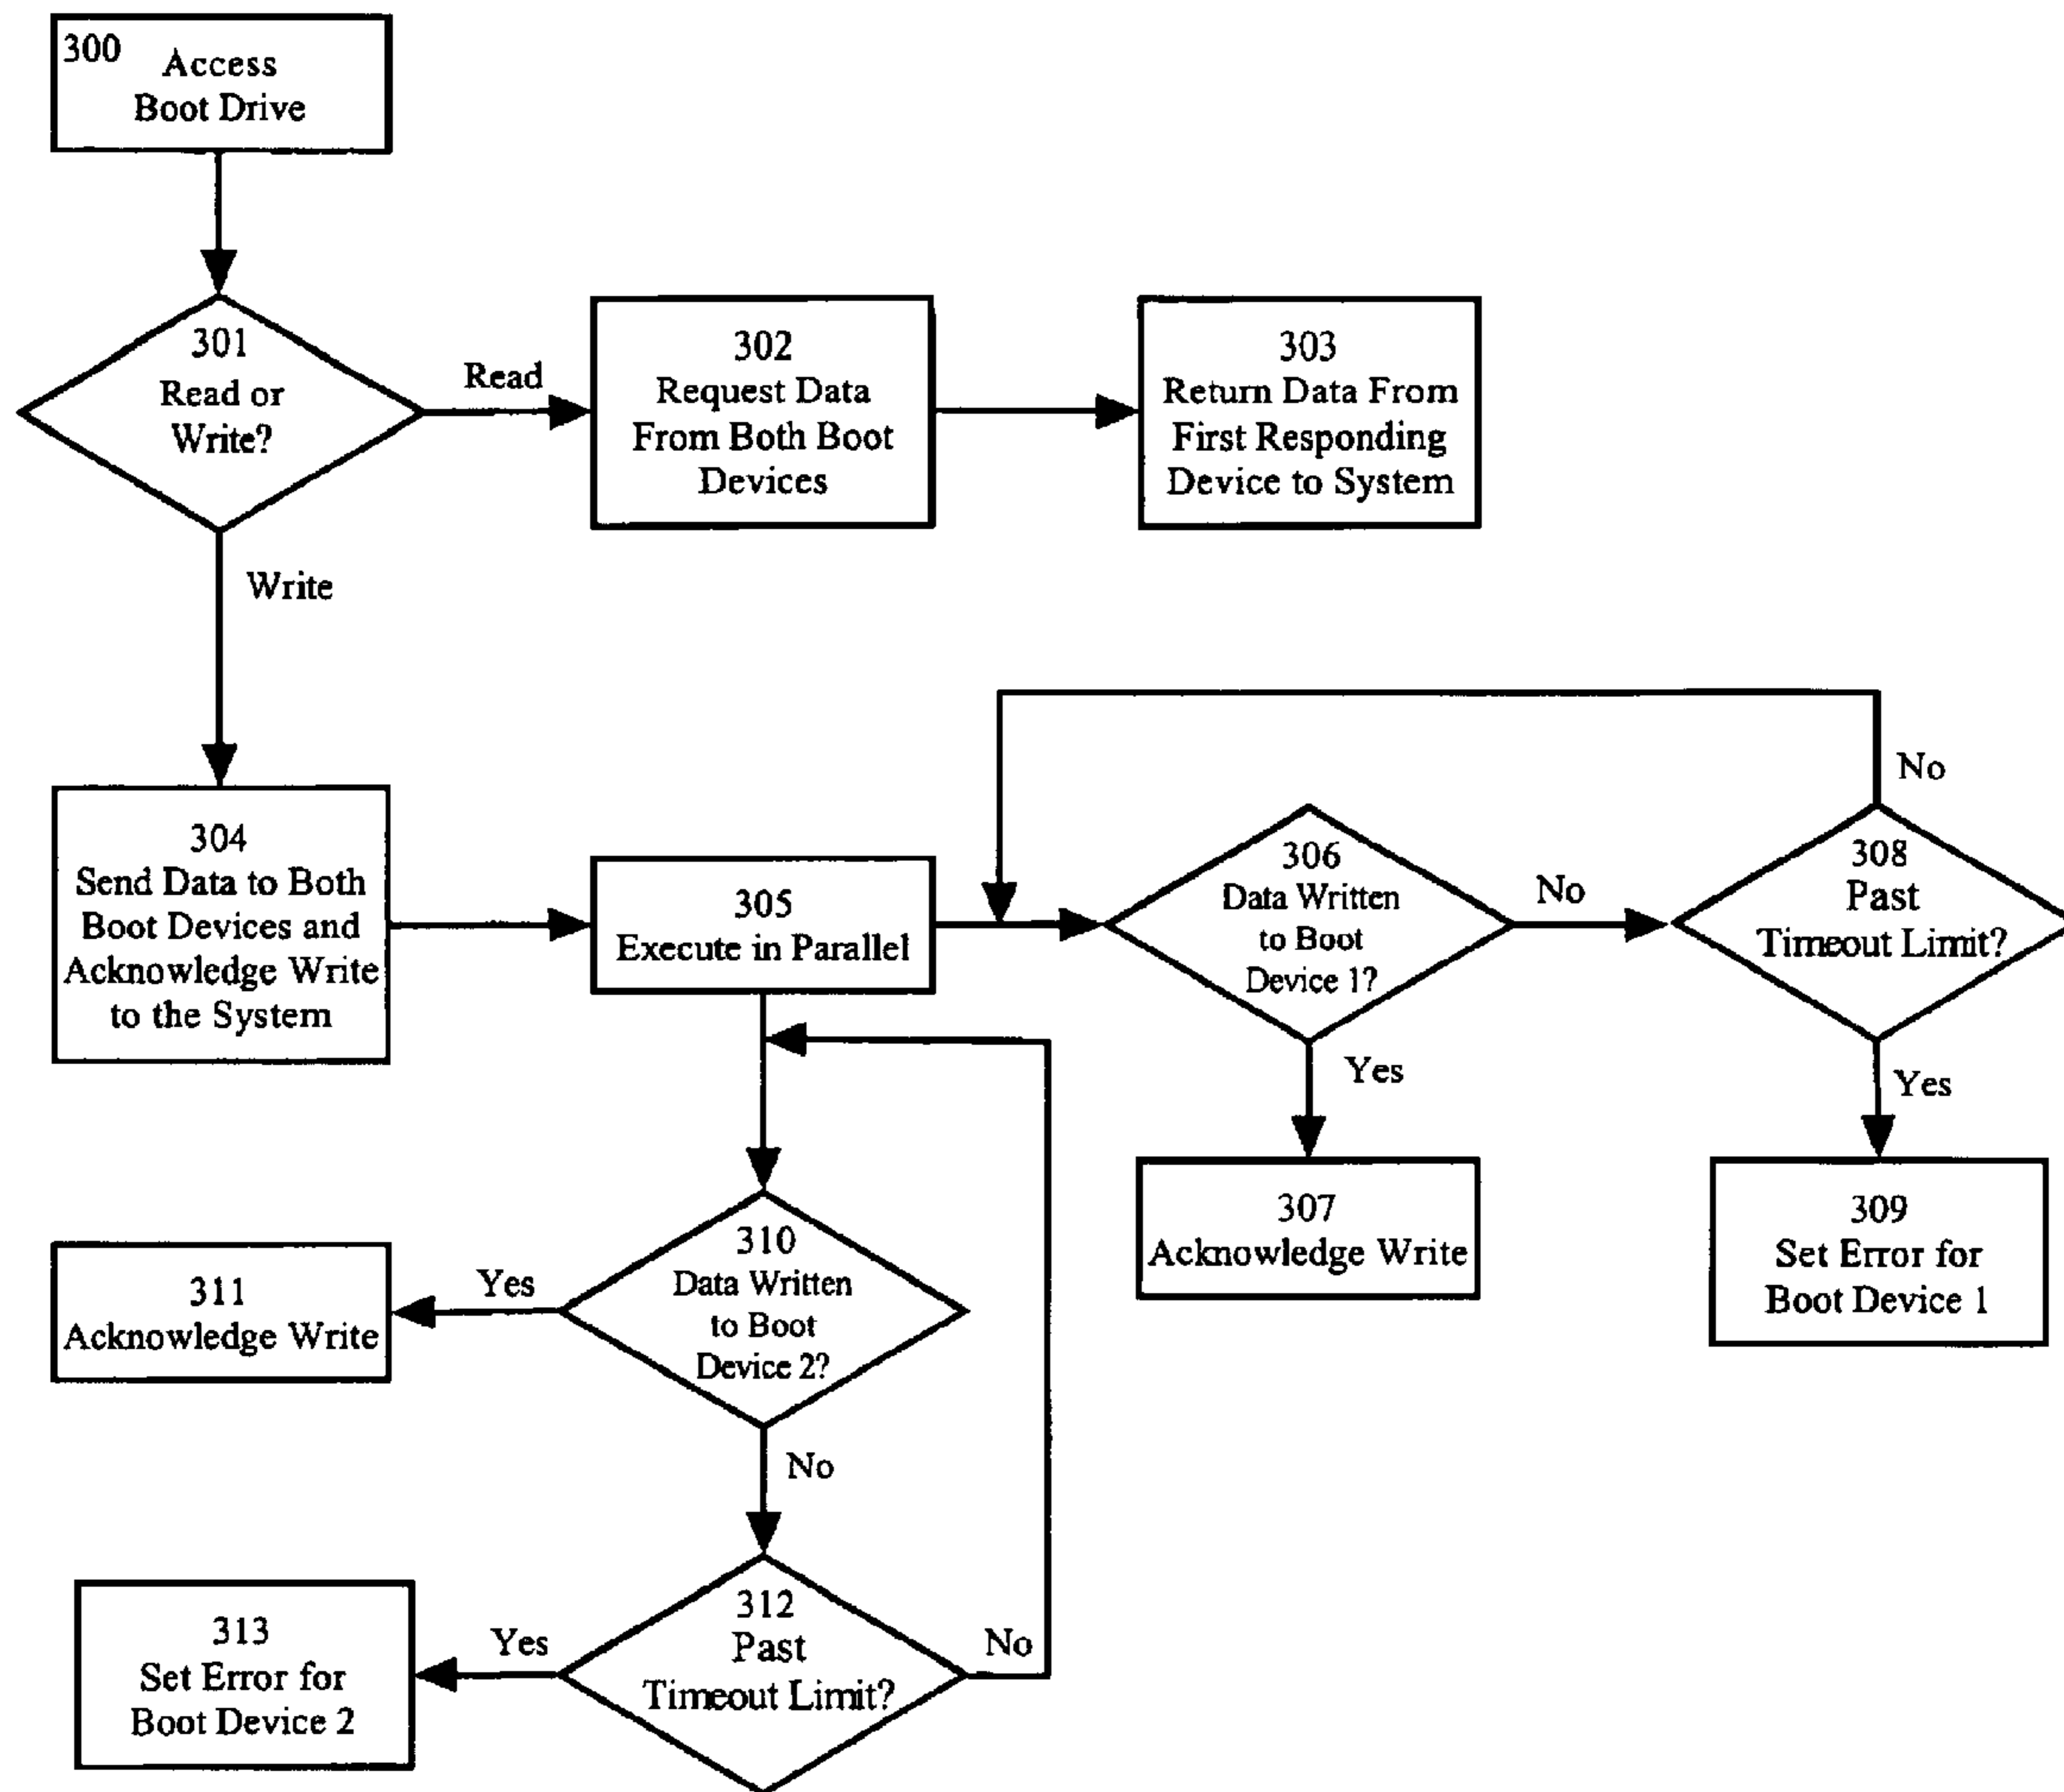 300
Access
Boot Drive
301
Read or
Write?
Read
302
Request Data
From Both Boot
Devices
303
Return Data From
First Responding
Device to System
Write
304
Send Data to Both
Boot Devices and
Acknowledge Write
to the System
305
Execute in Parallel
306
Data Written
to Boot
Device 1?
No
308
Past
Timeout Limit?
No
Yes
307
Acknowledge Write
Yes
309
Set Error for
Boot Device 1
310
Data Written
to Boot
Device 2?
Yes
311
Acknowledge Write
No
312
Past
Timeout Limit?
No
Yes
313
Set Error for
Boot Device 2